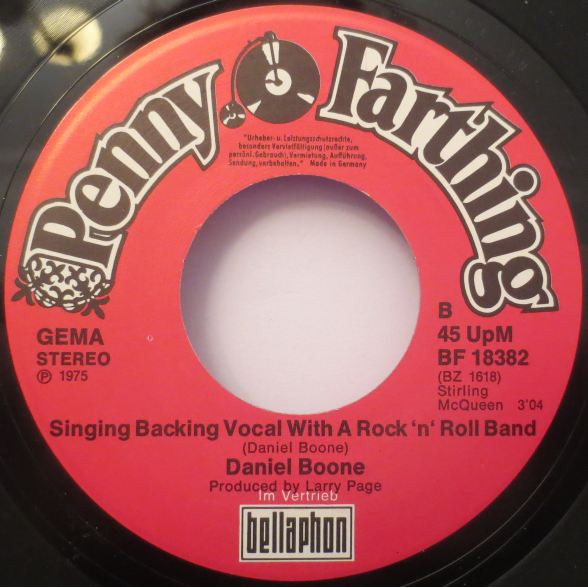 Penny Farthing
"Urheber- u. Leistungsschutzrechte,
besonders Vervielfältigung (außer zum
persönl. Gebrauch), Vermietung, Aufführung,
Sendung, vorbehalten." Made in Germany
GEMA
STEREO
℗ 1975
B
45 UpM
BF 18382
(BZ 1618)
Stirling
McQueen 3'04
Singing Backing Vocal With A Rock 'n' Roll Band
(Daniel Boone)
Daniel Boone
Produced by Larry Page
Im Vertrieb
bellaphon